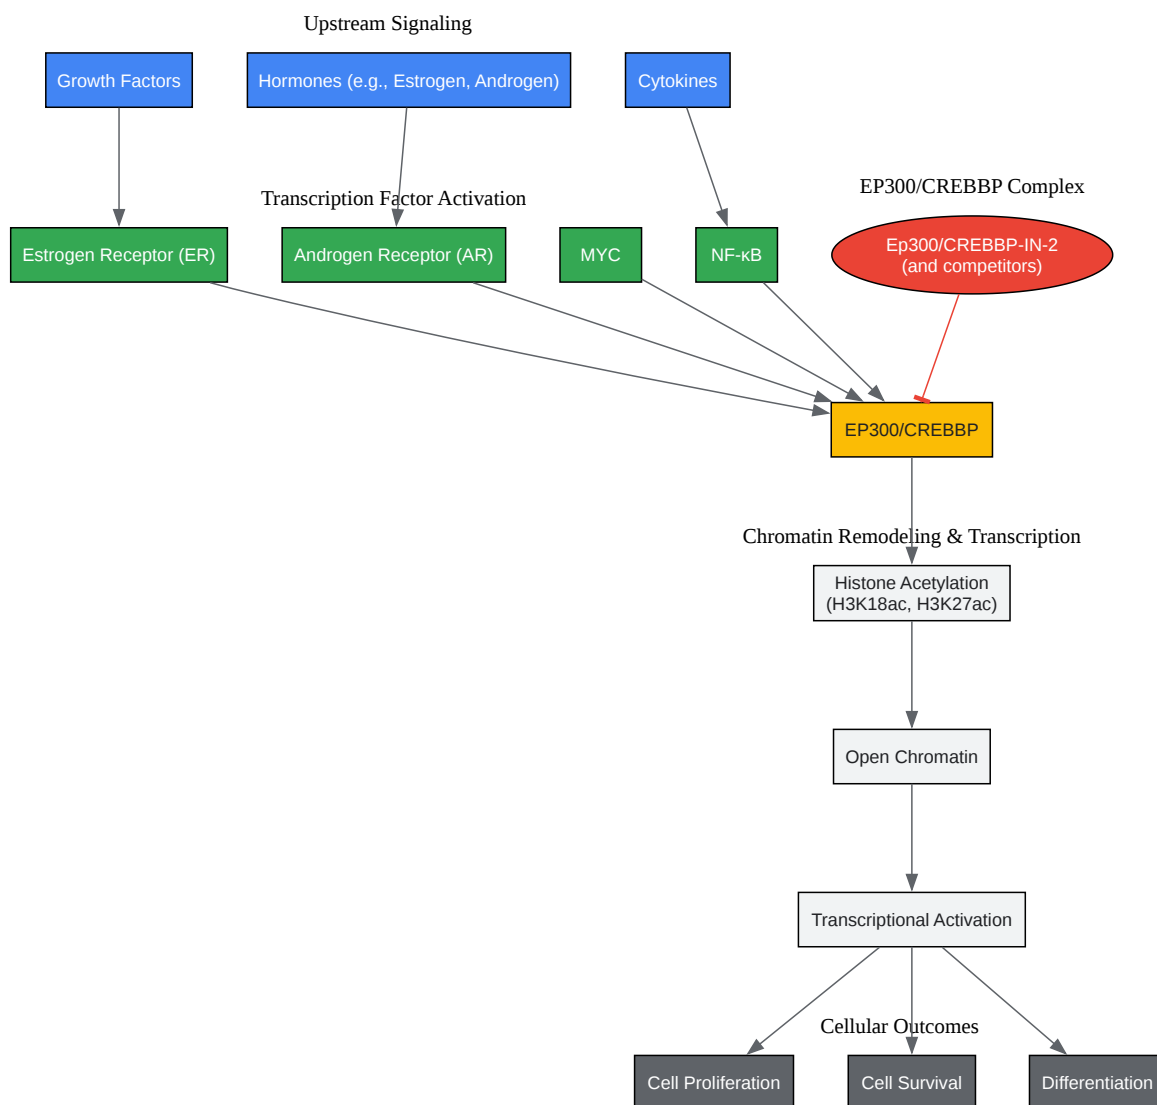 Upstream Signaling
Growth Factors
Hormones (e.g., Estrogen, Androgen)
Cytokines
EP300/CREBBP Complex
Transcription Factor Activation
Estrogen Receptor (ER)
Androgen Receptor (AR)
MYC
NF-κB
Ep300/CREBBP-IN-2
(and competitors)
EP300/CREBBP
Chromatin Remodeling & Transcription
Histone Acetylation
(H3K18ac, H3K27ac)
Open Chromatin
Transcriptional Activation
Cellular Outcomes
Cell Proliferation
Cell Survival
Differentiation